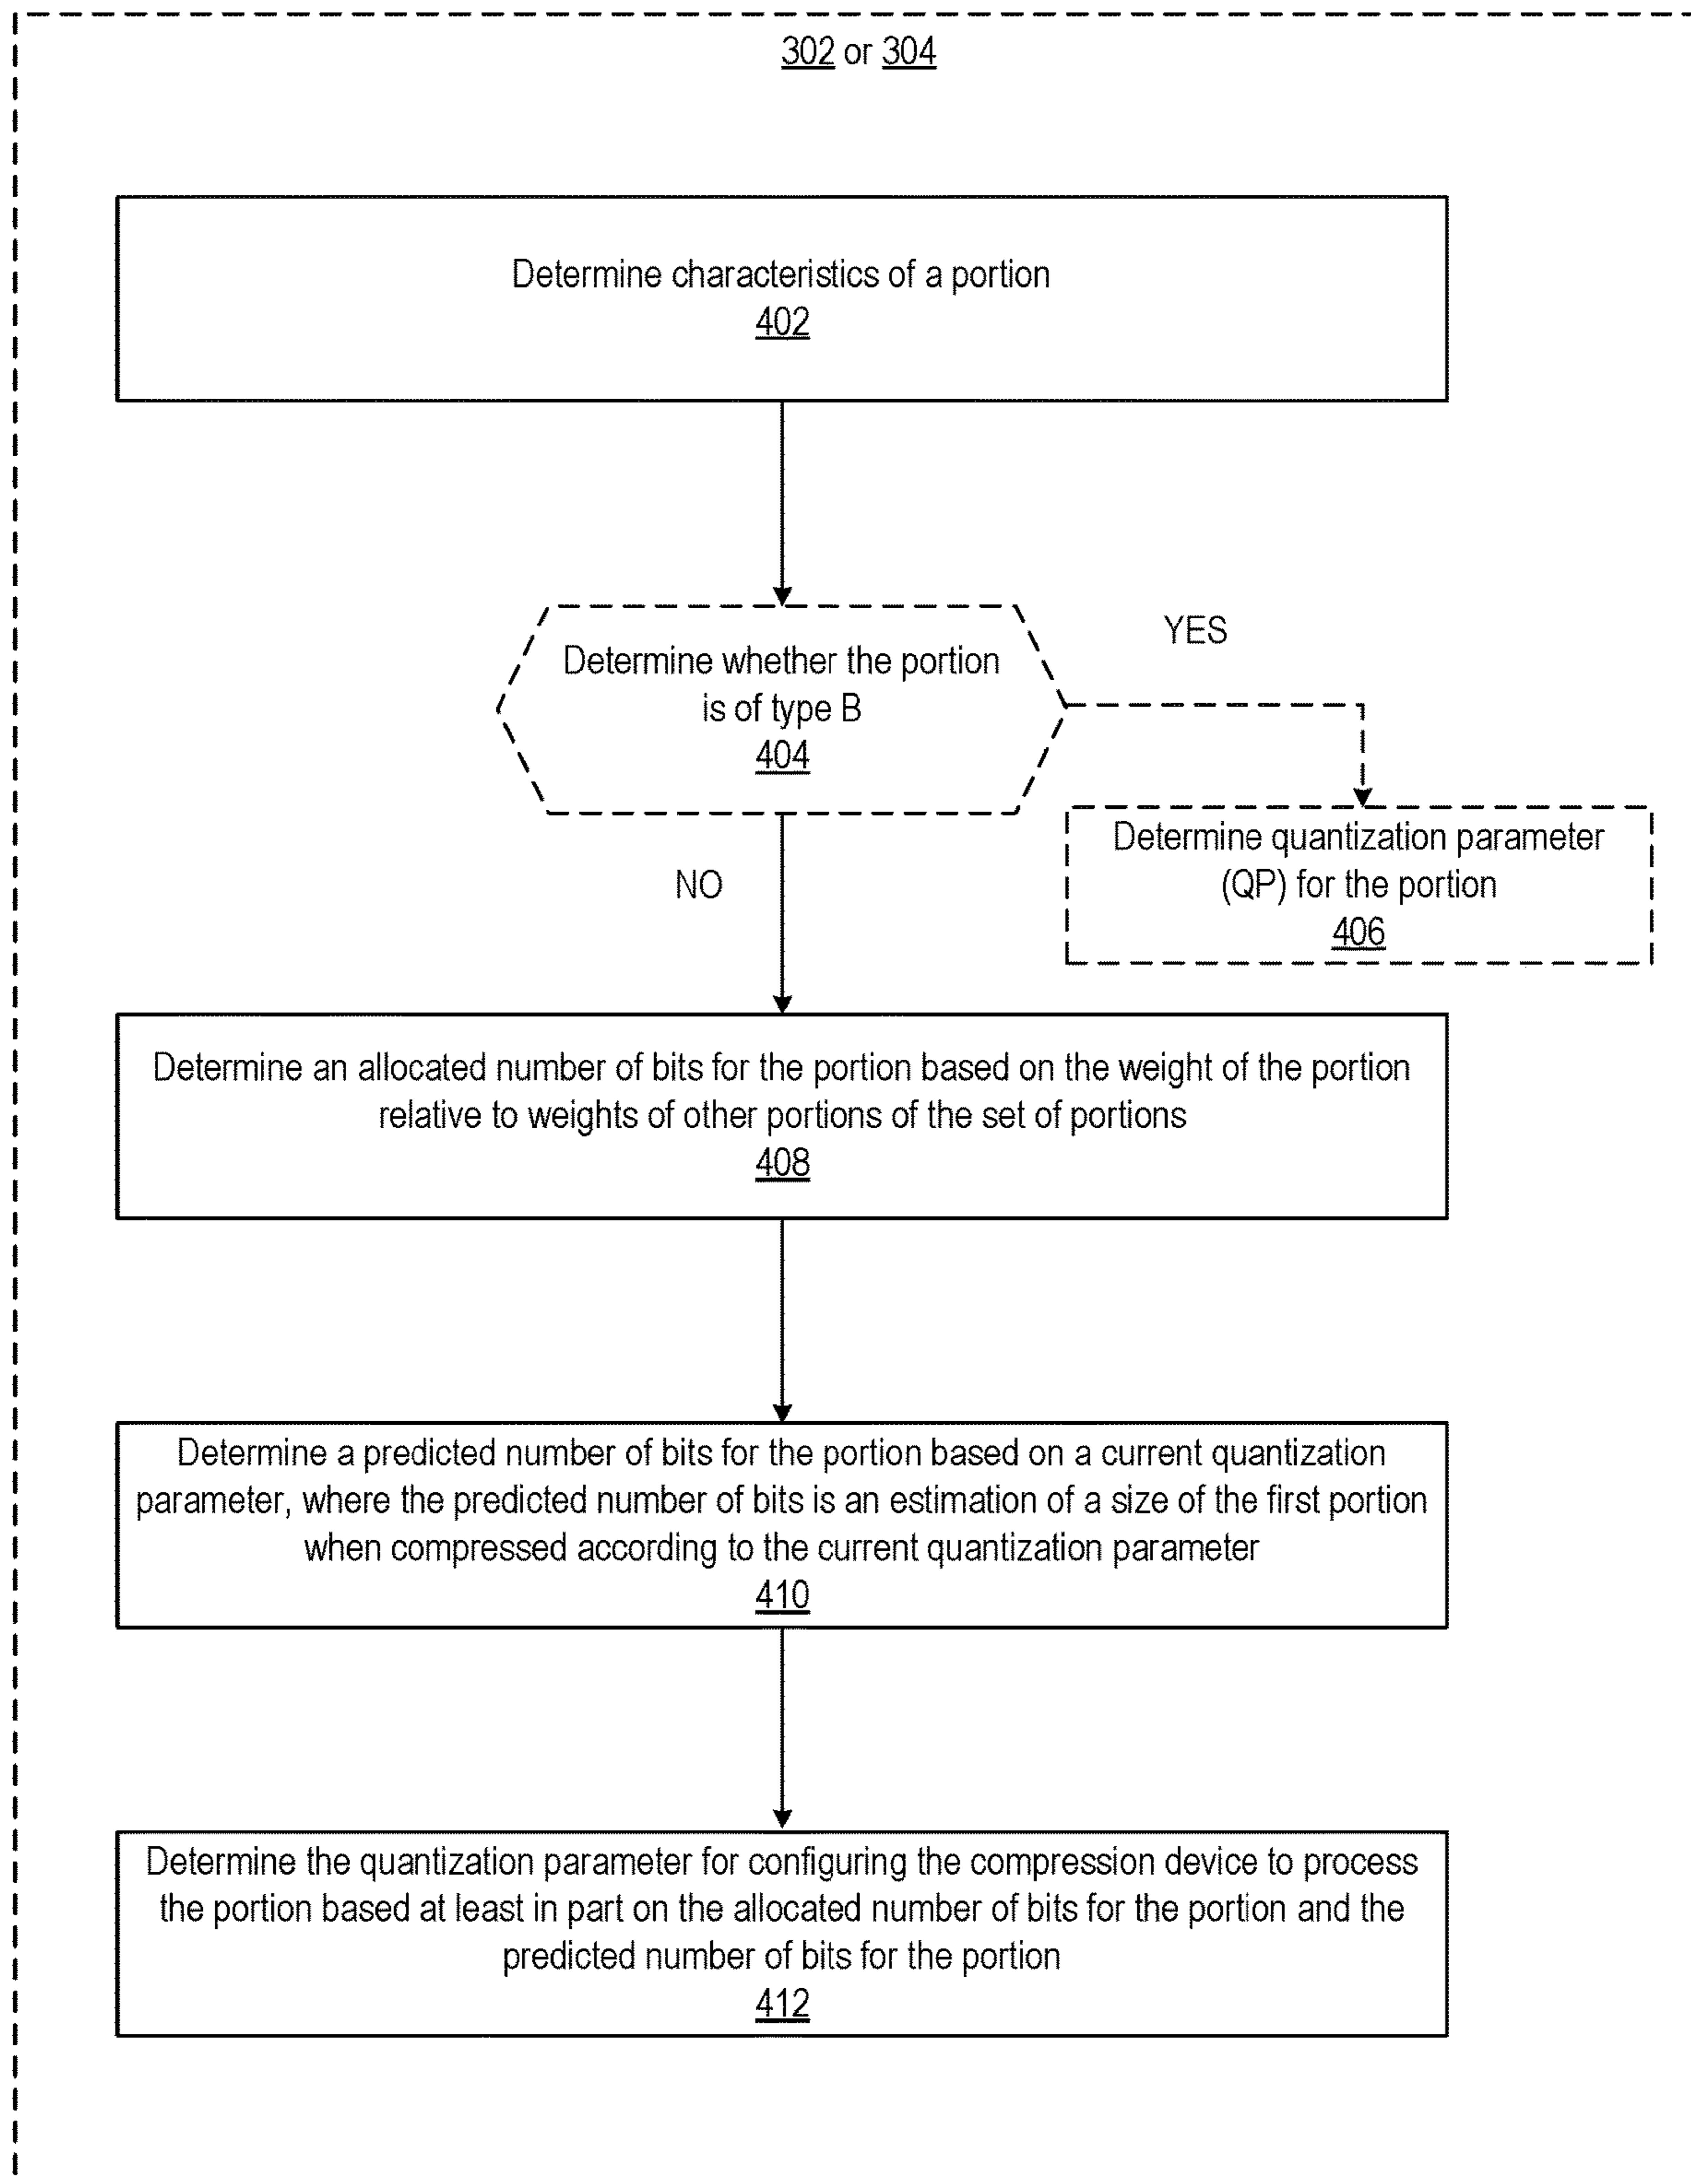 302 or 304
Determine characteristics of a portion
402
Determine whether the portion
is of type B
404
YES
Determine quantization parameter
(QP) for the portion
406
NO
Determine an allocated number of bits for the portion based on the weight of the portion
relative to weights of other portions of the set of portions
408
Determine a predicted number of bits for the portion based on a current quantization
parameter, where the predicted number of bits is an estimation of a size of the first portion
when compressed according to the current quantization parameter
410
Determine the quantization parameter for configuring the compression device to process
the portion based at least in part on the allocated number of bits for the portion and the
predicted number of bits for the portion
412